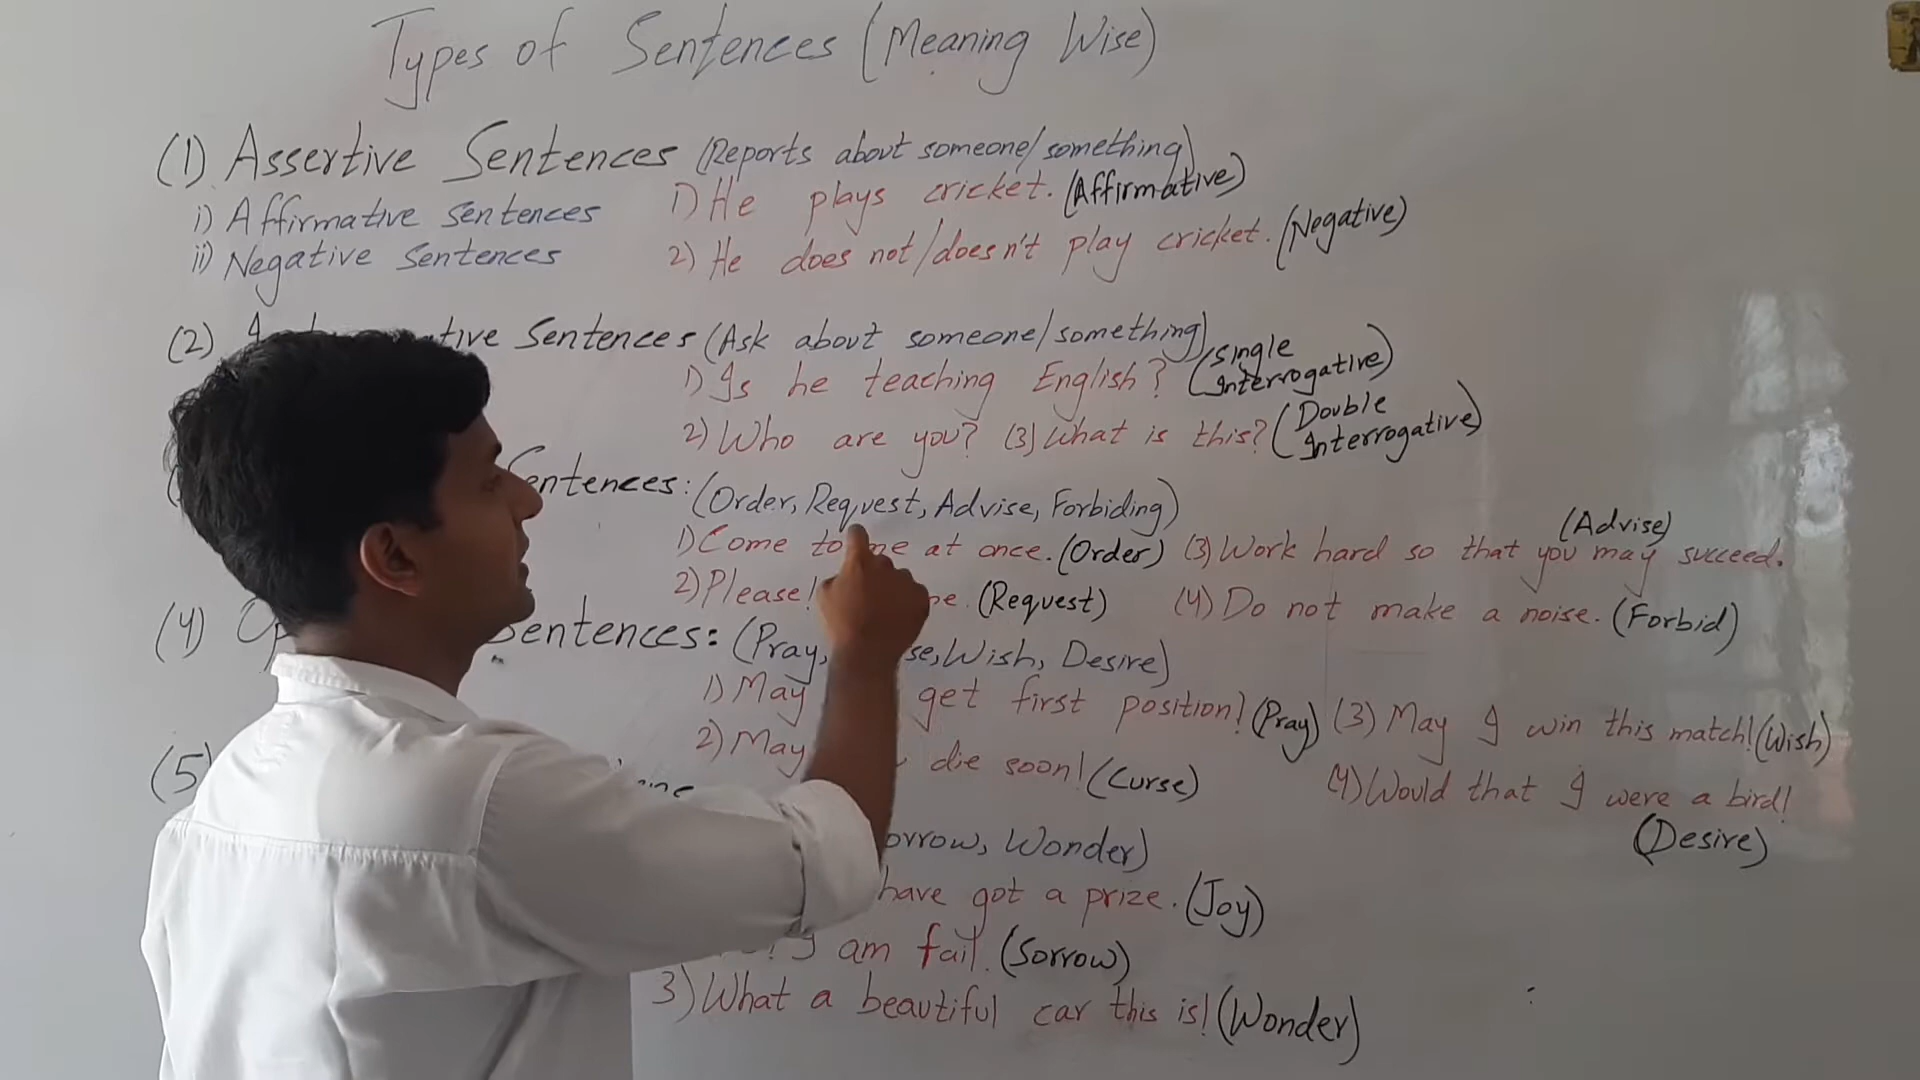 Types of Sentences (Meaning Wise)
(1) Assertive Sentences (Reports about someone/something)
i) Affirmative sentences 1) He plays cricket. (Affirmative)
ii) Negative sentences 2) He does not/doesn't play cricket. (Negative)
(2) Sentences (Ask about someone/something)
1) Is he teaching English? (single Interrogative)
2) Who are you? (3) What is this? (Double Interrogative)
Sentences: (Order, Request, Advise, Forbiding)
1) Come to me at once. (Order) (3) Work hard so that you may succeed. (Advise)
2) Please! (Request) (4) Do not make a noise. (Forbid)
(4) Sentences: (Pray, Wish, Desire)
1) May get first position! (Pray) (3) May I win this match! (Wish)
2) May die soon! (Curse) (4) Would that I were a bird!
(Desire)
(5)
Wonder)
have got a prize. (Joy)
I am fail. (Sorrow)
3) What a beautiful car this is! (Wonder)